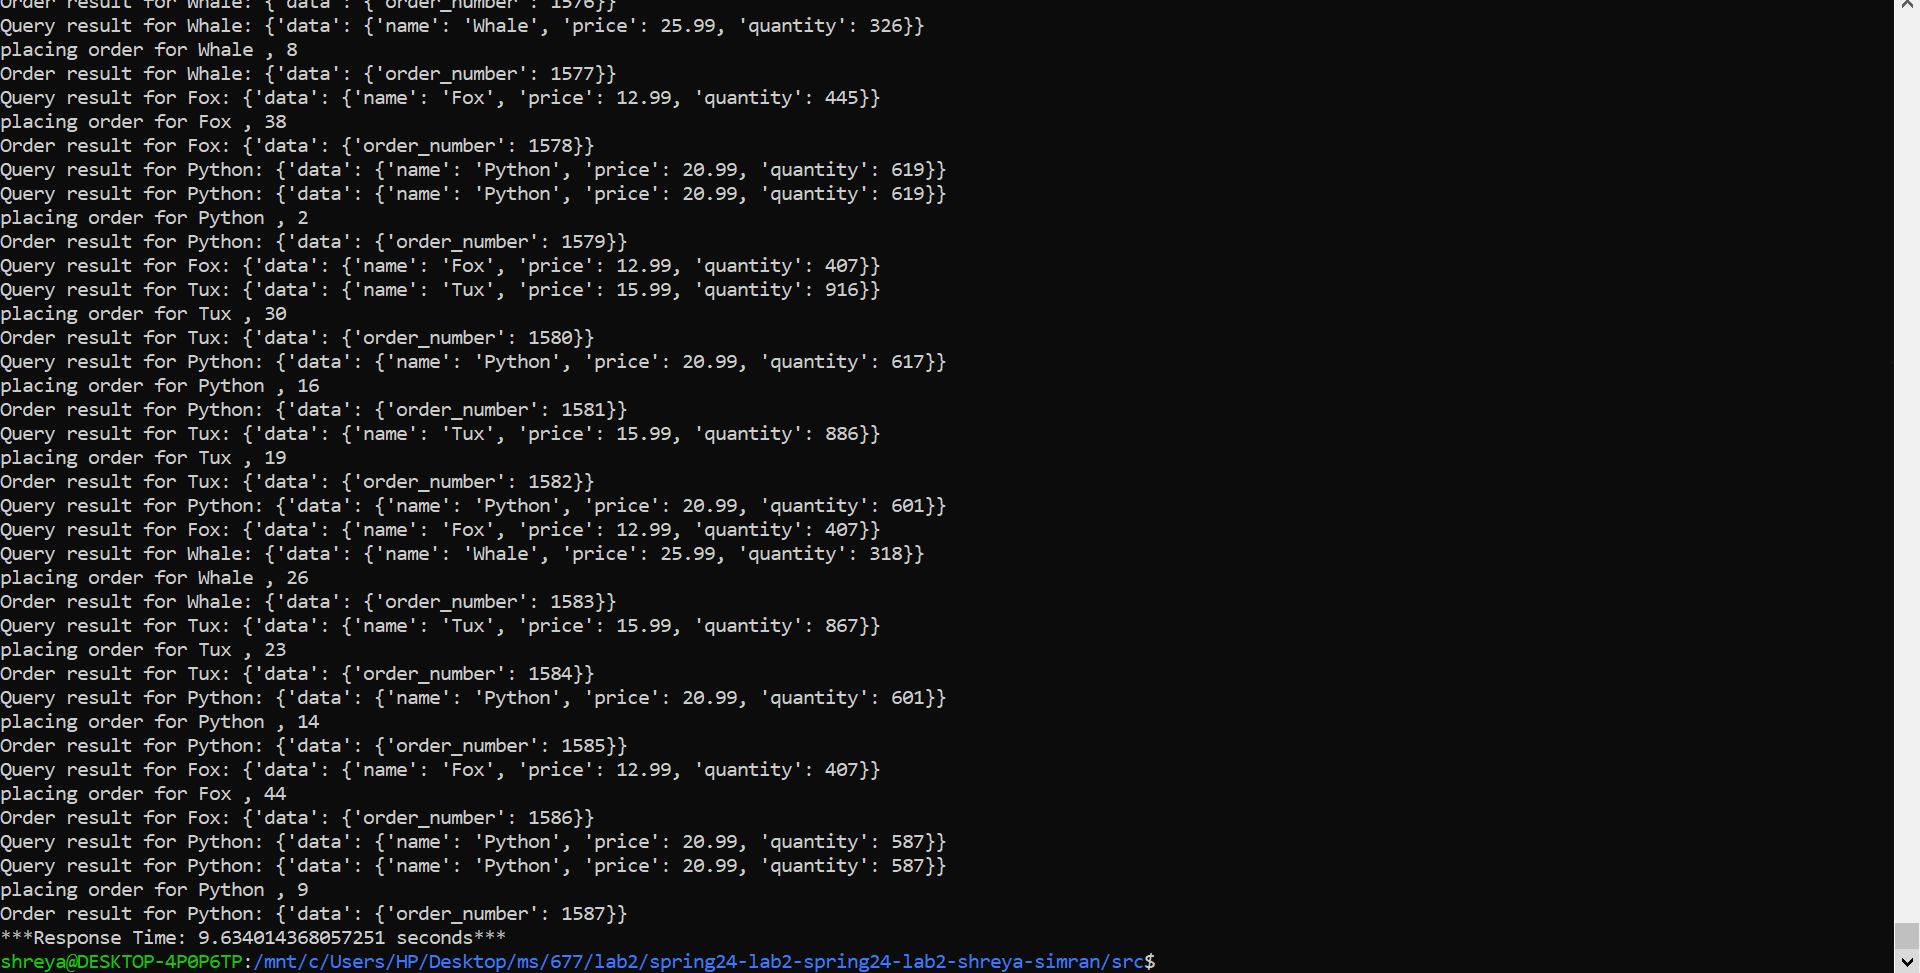 Order result for Whale: {'data': {'order_number': 1576}}
Query result for Whale: {'data': {'name': 'Whale', 'price': 25.99, 'quantity': 326}}
placing order for Whale , 8
Order result for Whale: {'data': {'order_number': 1577}}
Query result for Fox: {'data': {'name': 'Fox', 'price': 12.99, 'quantity': 445}}
placing order for Fox , 38
Order result for Fox: {'data': {'order_number': 1578}}
Query result for Python: {'data': {'name': 'Python', 'price': 20.99, 'quantity': 619}}
Query result for Python: {'data': {'name': 'Python', 'price': 20.99, 'quantity': 619}}
placing order for Python , 2
Order result for Python: {'data': {'order_number': 1579}}
Query result for Fox: {'data': {'name': 'Fox', 'price': 12.99, 'quantity': 407}}
Query result for Tux: {'data': {'name': 'Tux', 'price': 15.99, 'quantity': 916}}
placing order for Tux , 30
Order result for Tux: {'data': {'order_number': 1580}}
Query result for Python: {'data': {'name': 'Python', 'price': 20.99, 'quantity': 617}}
placing order for Python , 16
Order result for Python: {'data': {'order_number': 1581}}
Query result for Tux: {'data': {'name': 'Tux', 'price': 15.99, 'quantity': 886}}
placing order for Tux , 19
Order result for Tux: {'data': {'order_number': 1582}}
Query result for Python: {'data': {'name': 'Python', 'price': 20.99, 'quantity': 601}}
Query result for Fox: {'data': {'name': 'Fox', 'price': 12.99, 'quantity': 407}}
Query result for Whale: {'data': {'name': 'Whale', 'price': 25.99, 'quantity': 318}}
placing order for Whale , 26
Order result for Whale: {'data': {'order_number': 1583}}
Query result for Tux: {'data': {'name': 'Tux', 'price': 15.99, 'quantity': 867}}
placing order for Tux , 23
Order result for Tux: {'data': {'order_number': 1584}}
Query result for Python: {'data': {'name': 'Python', 'price': 20.99, 'quantity': 601}}
placing order for Python , 14
Order result for Python: {'data': {'order_number': 1585}}
Query result for Fox: {'data': {'name': 'Fox', 'price': 12.99, 'quantity': 407}}
placing order for Fox , 44
Order result for Fox: {'data': {'order_number': 1586}}
Query result for Python: {'data': {'name': 'Python', 'price': 20.99, 'quantity': 587}}
Query result for Python: {'data': {'name': 'Python', 'price': 20.99, 'quantity': 587}}
placing order for Python , 9
Order result for Python: {'data': {'order_number': 1587}}
***Response Time: 9.634014368057251 seconds***
shreya@DESKTOP-4P0P6TP:/mnt/c/Users/HP/Desktop/ms/677/lab2/spring24-lab2-spring24-lab2-shreya-simran/src$